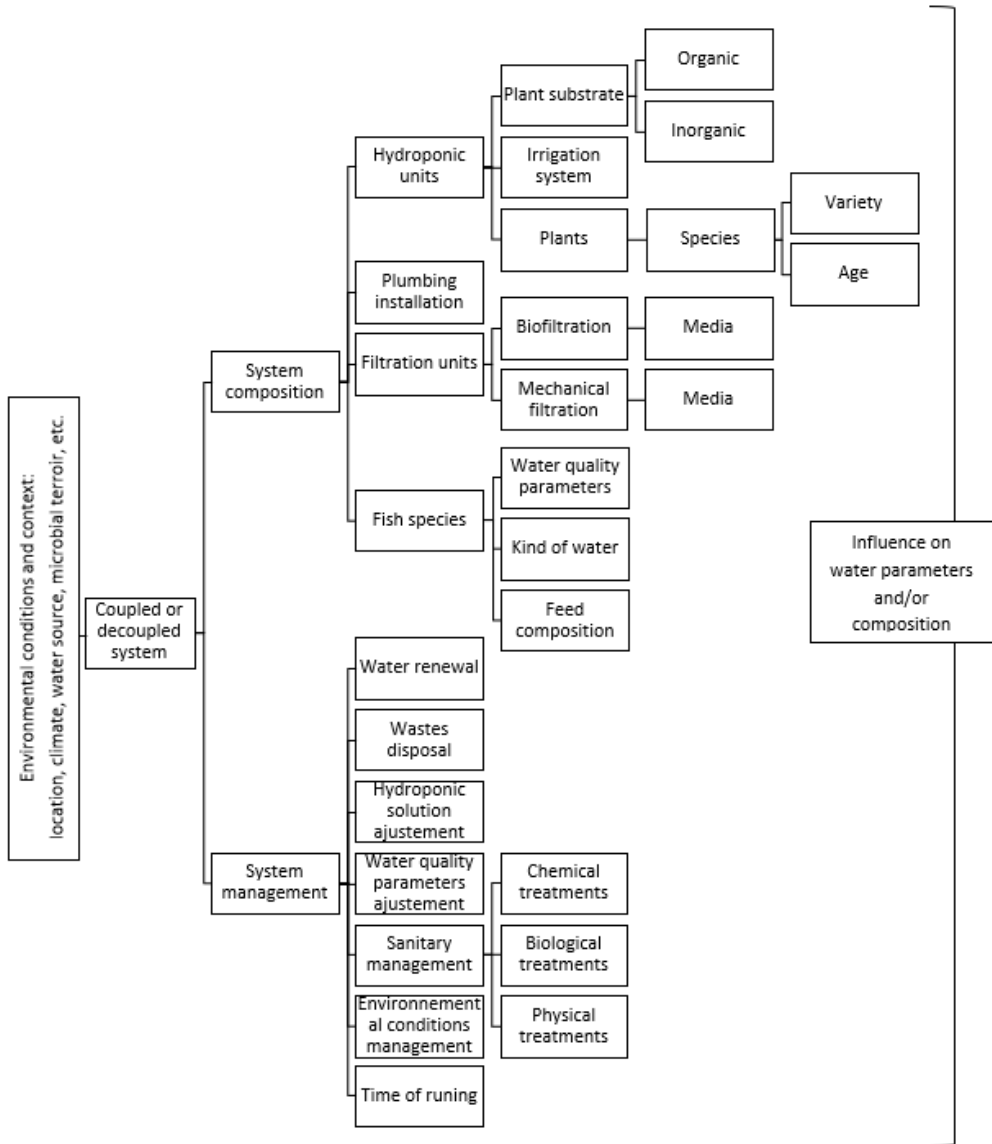 Environmental conditions and context:
location, climate, water source, microbial terroir, etc.
Coupled or
decoupled
system
System
composition
Hydroponic
units
Plant substrate
Organic
Inorganic
Irrigation
system
Plants
Species
Variety
Age
Plumbing
installation
Filtration units
Biofiltration
Media
Mechanical
filtration
Media
Fish species
Water quality
parameters
Kind of water
Feed
composition
System
management
Water renewal
Wastes
disposal
Hydroponic
solution
ajustement
Water quality
parameters
ajustement
Sanitary
management
Chemical
treatments
Biological
treatments
Physical
treatments
Environnement
al conditions
management
Time of runing
Influence on
water parameters
and/or
composition